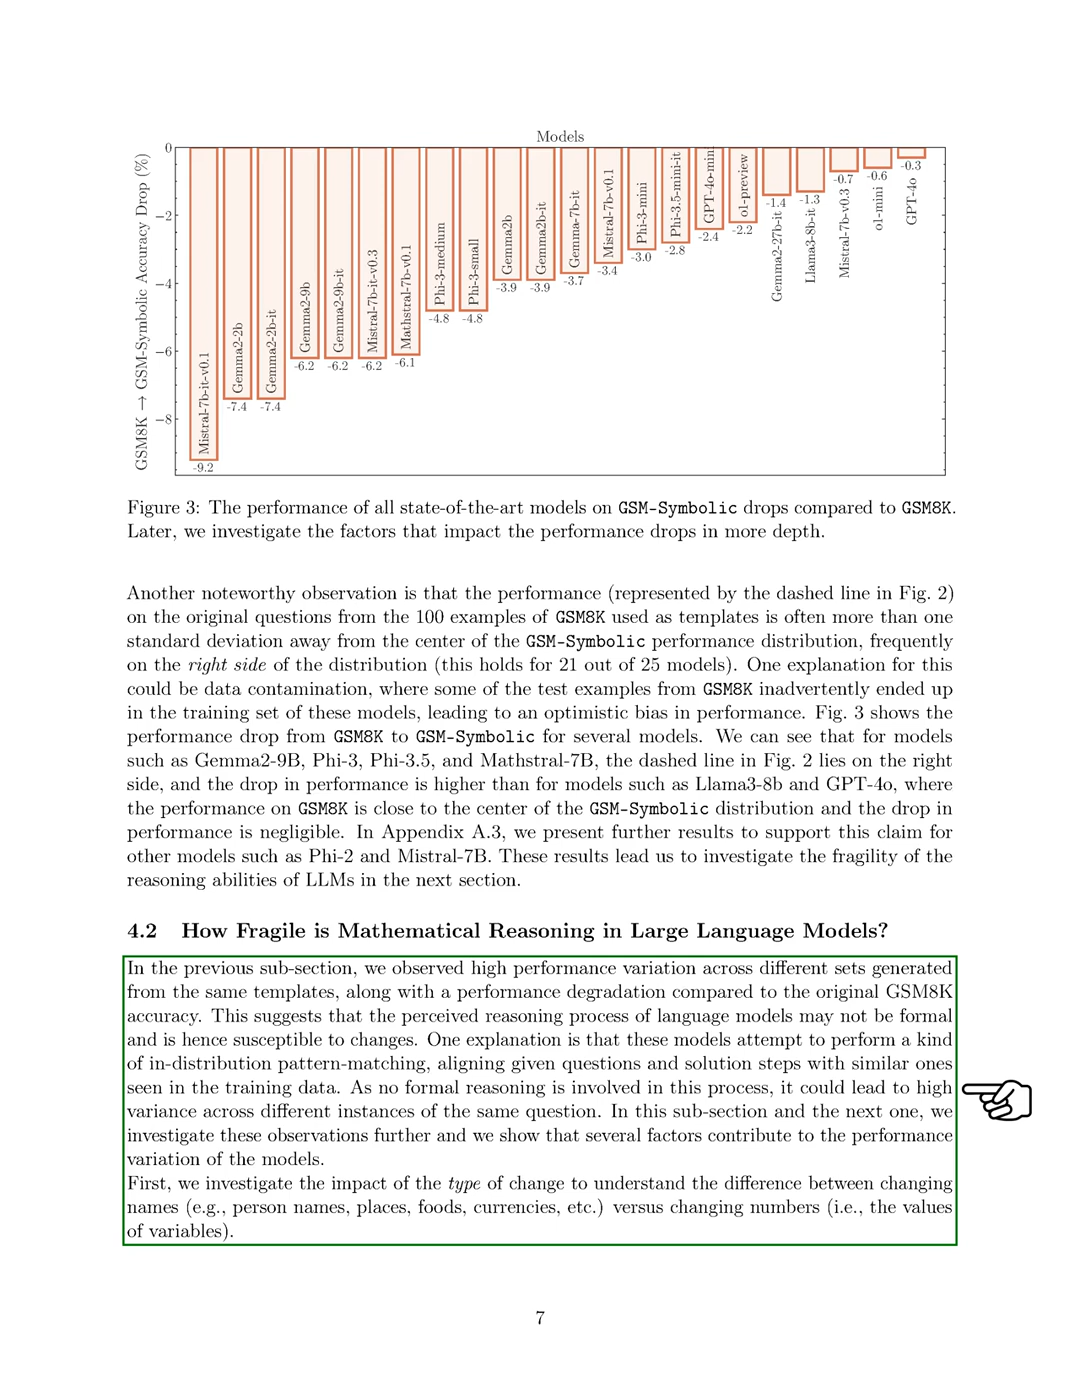 Models
GSM8K → GSM-Symbolic Accuracy Drop (%)
0
−2
−4
−6
−8
Mistral-7b-it-v0.1
-9.2
Gemma2-2b
-7.4
Gemma2-2b-it
-7.4
Gemma2-9b
-6.2
Gemma2-9b-it
-6.2
Mistral-7b-it-v0.3
-6.2
Mathstral-7b-v0.1
-6.1
Phi-3-medium
-4.8
Phi-3-small
-4.8
Gemma2b
-3.9
Gemma2b-it
-3.9
Gemma-7b-it
-3.7
Mistral-7b-v0.1
-3.4
Phi-3-mini
-3.0
Phi-3.5-mini-it
-2.8
GPT-4o-mini
-2.4
o1-preview
-2.2
Gemma2-27b-it
-1.4
Llama3-8b-it
-1.3
Mistral-7b-v0.3
-0.7
o1-mini
-0.6
GPT-4o
-0.3
Figure 3: The performance of all state-of-the-art models on GSM-Symbolic drops compared to GSM8K.
Later, we investigate the factors that impact the performance drops in more depth.
Another noteworthy observation is that the performance (represented by the dashed line in Fig. 2)
on the original questions from the 100 examples of GSM8K used as templates is often more than one
standard deviation away from the center of the GSM-Symbolic performance distribution, frequently
on the right side of the distribution (this holds for 21 out of 25 models). One explanation for this
could be data contamination, where some of the test examples from GSM8K inadvertently ended up
in the training set of these models, leading to an optimistic bias in performance. Fig. 3 shows the
performance drop from GSM8K to GSM-Symbolic for several models. We can see that for models
such as Gemma2-9B, Phi-3, Phi-3.5, and Mathstral-7B, the dashed line in Fig. 2 lies on the right
side, and the drop in performance is higher than for models such as Llama3-8b and GPT-4o, where
the performance on GSM8K is close to the center of the GSM-Symbolic distribution and the drop in
performance is negligible. In Appendix A.3, we present further results to support this claim for
other models such as Phi-2 and Mistral-7B. These results lead us to investigate the fragility of the
reasoning abilities of LLMs in the next section.
4.2 How Fragile is Mathematical Reasoning in Large Language Models?
In the previous sub-section, we observed high performance variation across different sets generated
from the same templates, along with a performance degradation compared to the original GSM8K
accuracy. This suggests that the perceived reasoning process of language models may not be formal
and is hence susceptible to changes. One explanation is that these models attempt to perform a kind
of in-distribution pattern-matching, aligning given questions and solution steps with similar ones
seen in the training data. As no formal reasoning is involved in this process, it could lead to high
variance across different instances of the same question. In this sub-section and the next one, we
investigate these observations further and we show that several factors contribute to the performance
variation of the models.
First, we investigate the impact of the type of change to understand the difference between changing
names (e.g., person names, places, foods, currencies, etc.) versus changing numbers (i.e., the values
of variables).
7